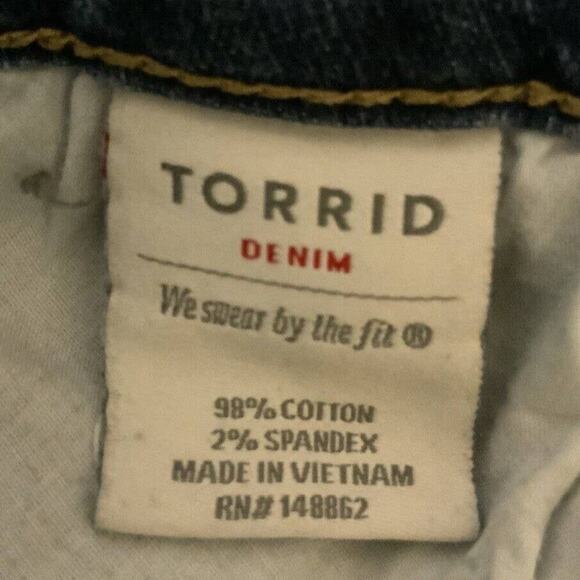 TORRID
DENIM
We swear by the fit ®
98% COTTON
2% SPANDEX
MADE IN VIETNAM
RN# 148862